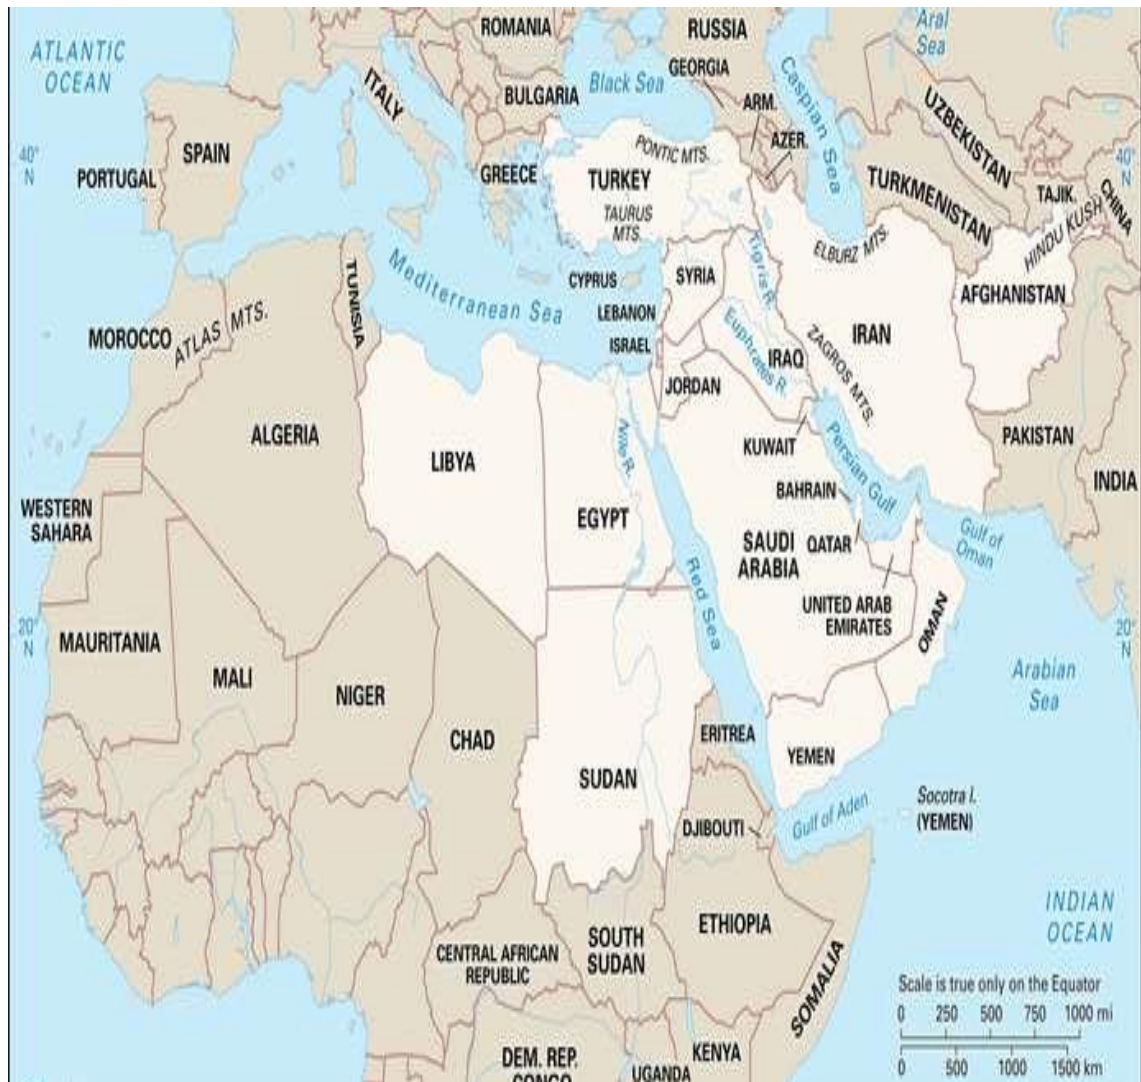 ATLANTIC
OCEAN
ROMANIA
RUSSIA
Aral
Sea
GEORGIA
ITALY
BULGARIA
Black Sea
ARM.
Caspian Sea
UZBEKISTAN
AZER.
40°
N
PORTUGAL
SPAIN
GREECE
TURKEY
PONTIC MTS.
TAURUS
MTS.
TURKMENISTAN
TAJIK.
CHINA
40°
N
HINDU KUSH
ELBURZ MTS.
Mediterranean Sea
CYPRUS
SYRIA
Tigris R.
AFGHANISTAN
TUNISIA
LEBANON
MOROCCO
ATLAS MTS.
ISRAEL
Euphrates R.
IRAQ
IRAN
ZAGROS MTS.
JORDAN
ALGERIA
LIBYA
Nile R.
KUWAIT
Persian Gulf
PAKISTAN
INDIA
WESTERN
SAHARA
EGYPT
BAHRAIN
SAUDI
ARABIA
QATAR
Gulf of
Oman
Red Sea
UNITED ARAB
EMIRATES
OMAN
20°
N
MAURITANIA
MALI
NIGER
CHAD
20°
N
Arabian
Sea
SUDAN
ERITREA
YEMEN
DJIBOUTI
Gulf of Aden
Socotra I.
(YEMEN)
ETHIOPIA
INDIAN
OCEAN
CENTRAL AFRICAN
REPUBLIC
SOUTH
SUDAN
SOMALIA
Scale is true only on the Equator
0 250 500 750 1000 mi
0 500 1000 1500 km
DEM. REP.
CONGO
UGANDA
KENYA